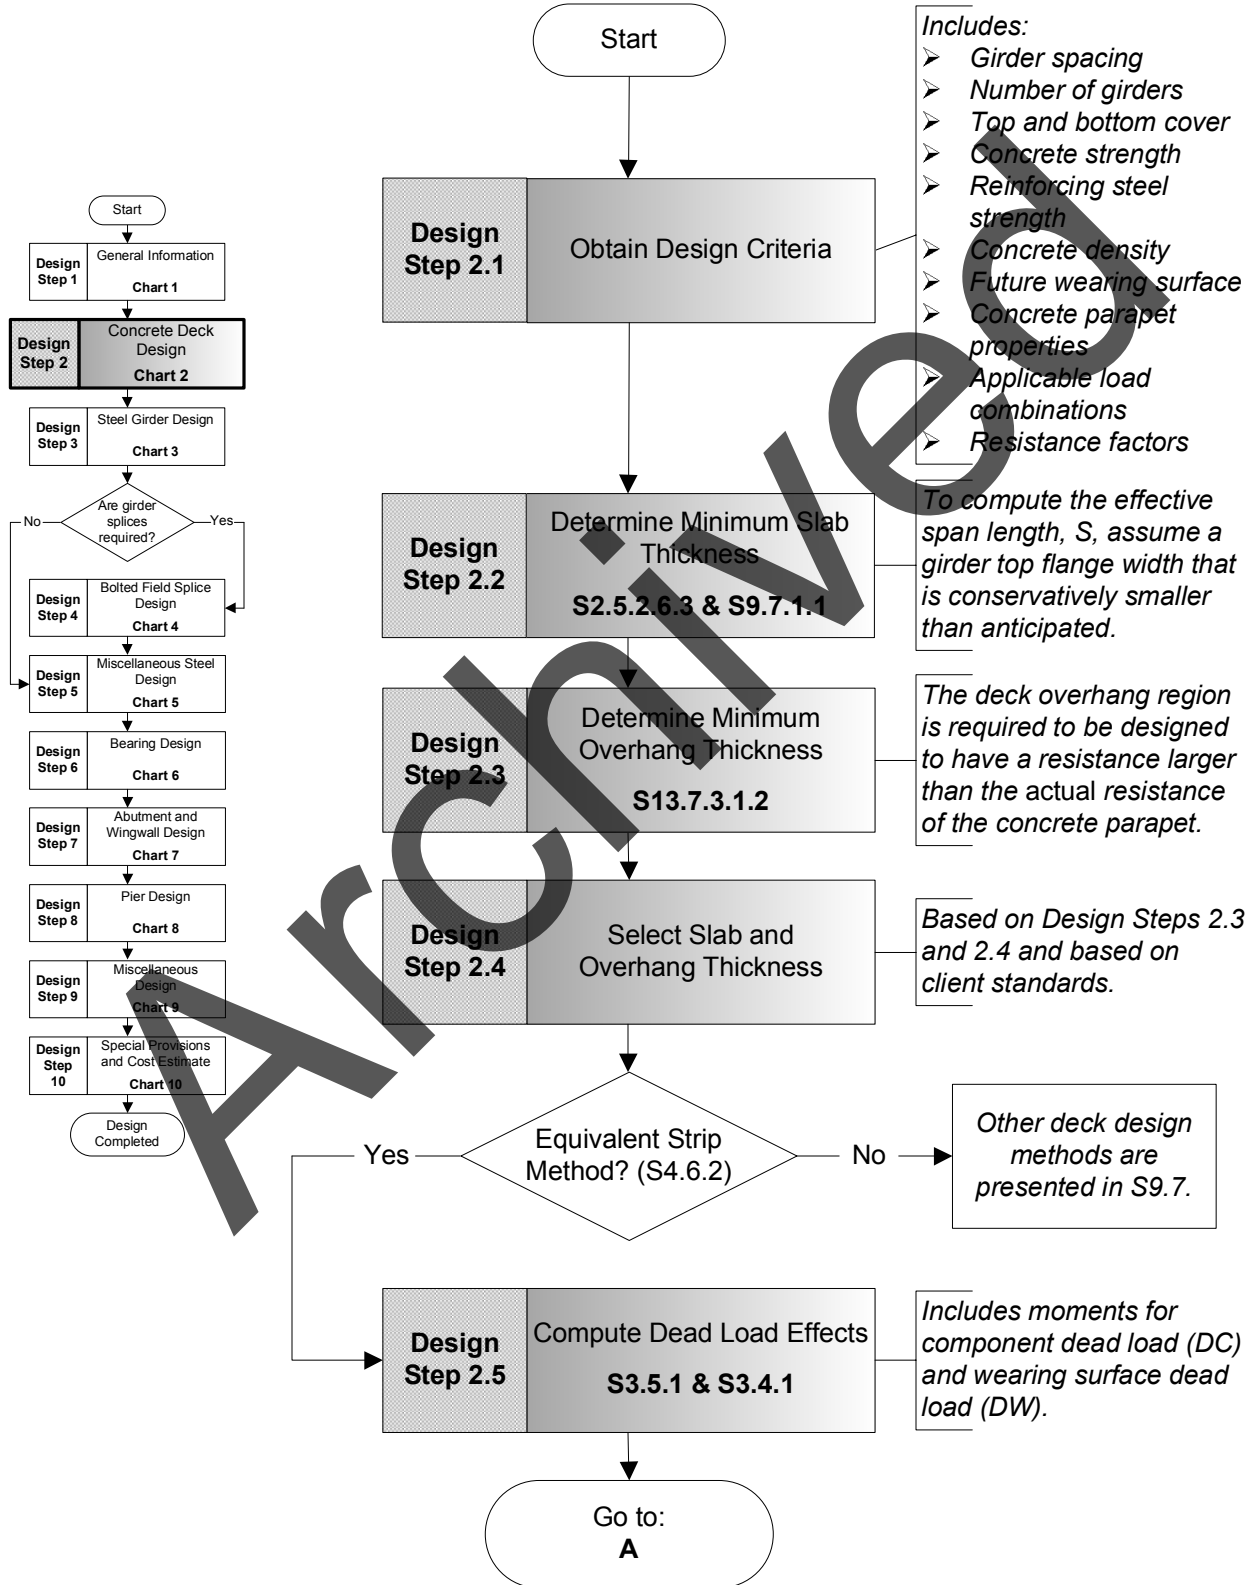 Start
General Information
Design
Step 1
Chart 1
Concrete Deck
Design
Design
Step 2
Chart 2
Steel Girder Design
Design
Step 3
Chart 3
Are girder
splices
required?
No
Yes
Bolted Field Splice
Design
Design
Step 4
Chart 4
Miscellaneous Steel
Design
Design
Step 5
Chart 5
Bearing Design
Design
Step 6
Chart 6
Abutment and
Wingwall Design
Design
Step 7
Chart 7
Pier Design
Design
Step 8
Chart 8
Miscellaneous
Design
Design
Step 9
Chart 9
Special Provisions
and Cost Estimate
Design
Step
10
Chart 10
Design
Completed
Start
Design
Step 2.1
Obtain Design Criteria
Includes:
➢ Girder spacing
➢ Number of girders
➢ Top and bottom cover
➢ Concrete strength
➢ Reinforcing steel
strength
➢ Concrete density
➢ Future wearing surface
➢ Concrete parapet
properties
➢ Applicable load
combinations
➢ Resistance factors
Design
Step 2.2
Determine Minimum Slab
Thickness
S2.5.2.6.3 & S9.7.1.1
To compute the effective
span length, S, assume a
girder top flange width that
is conservatively smaller
than anticipated.
Design
Step 2.3
Determine Minimum
Overhang Thickness
S13.7.3.1.2
The deck overhang region
is required to be designed
to have a resistance larger
than the actual resistance
of the concrete parapet.
Design
Step 2.4
Select Slab and
Overhang Thickness
Based on Design Steps 2.3
and 2.4 and based on
client standards.
Equivalent Strip
Method? (S4.6.2)
Yes
No
Other deck design
methods are
presented in S9.7.
Design
Step 2.5
Compute Dead Load Effects
S3.5.1 & S3.4.1
Includes moments for
component dead load (DC)
and wearing surface dead
load (DW).
Go to:
A
Archived